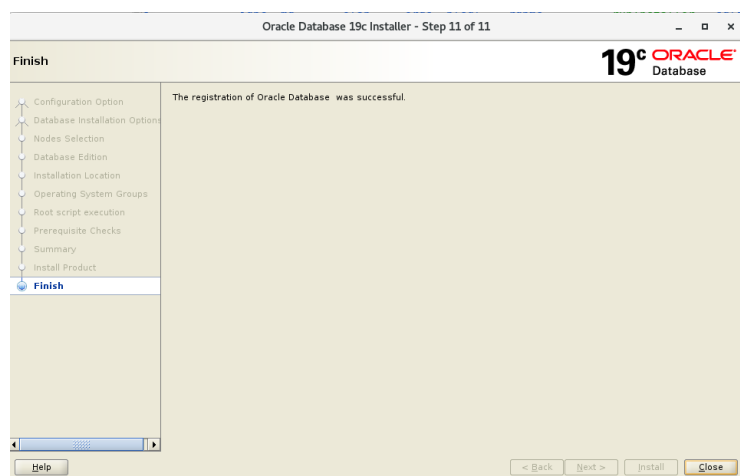 Oracle Database 19c Installer - Step 11 of 11
Finish
19c ORACLE
Database
Configuration Option
Database Installation Options
Nodes Selection
Database Edition
Installation Location
Operating System Groups
Root script execution
Prerequisite Checks
Summary
Install Product
Finish
The registration of Oracle Database was successful.
Help
< Back
Next >
Install
Close